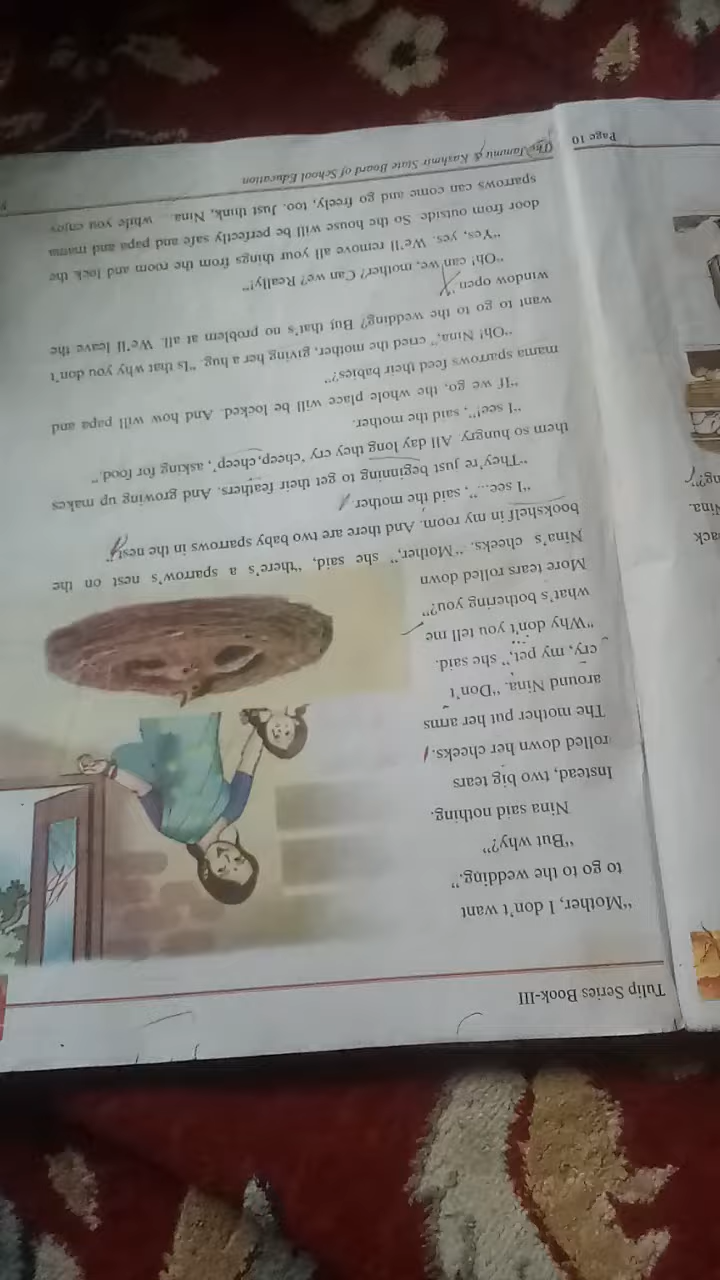 Tulip Series Book-III
"Mother, I don't want
to go to the wedding."
"But why?"
Nina said nothing.
Instead, two big tears
rolled down her cheeks.
The mother put her arms
around Nina. "Don't
cry, my pet," she said.
"Why don't you tell me
what's bothering you?"
More tears rolled down
Nina's cheeks. "Mother," she said, "there's a sparrow's nest on the
bookshelf in my room. And there are two baby sparrows in the nest."
"I see...", said the mother
"They're just beginning to get their feathers. And growing up makes
them so hungry. All day long they cry 'cheep, cheep', asking for food."
"I see!", said the mother.
"If we go, the whole place will be locked. And how will papa and
mama sparrows feed their babies?"
"Oh! Nina," cried the mother, giving her a hug. "Is that why you don't
want to go to the wedding? But that's no problem at all. We'll leave the
window open."
"Oh! can we, mother? Can we? Really!"
"Yes, yes. We'll remove all your things from the room and lock the
door from outside. So the house will be perfectly safe and papa and mama
sparrows can come and go freely, too. Just think, Nina... while you enjoy
The Jammu & Kashmir State Board of School Education
ack
Nina.
ng?"
Page 10